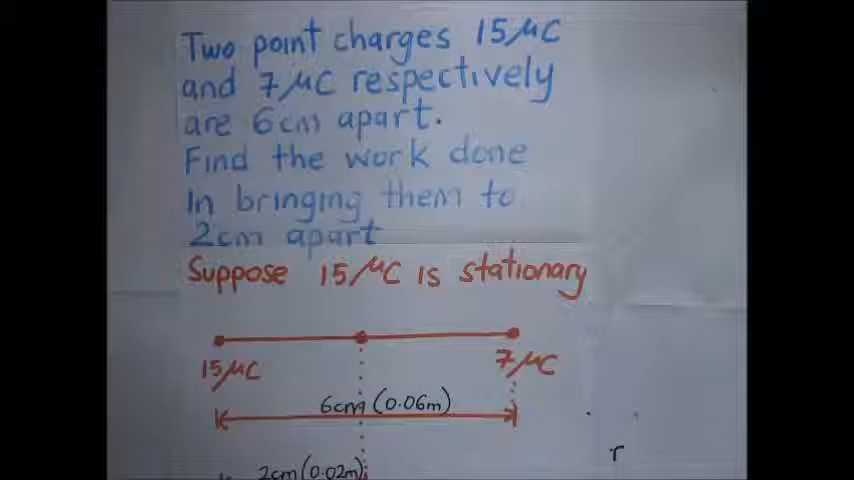 Two point charges 15μC
and 7μC respectively
are 6cm apart.
Find the work done
In bringing them to
2cm apart
Suppose 15μC is stationary
15μC 7μC
6cm (0.06m)
r
2cm (0.02m)